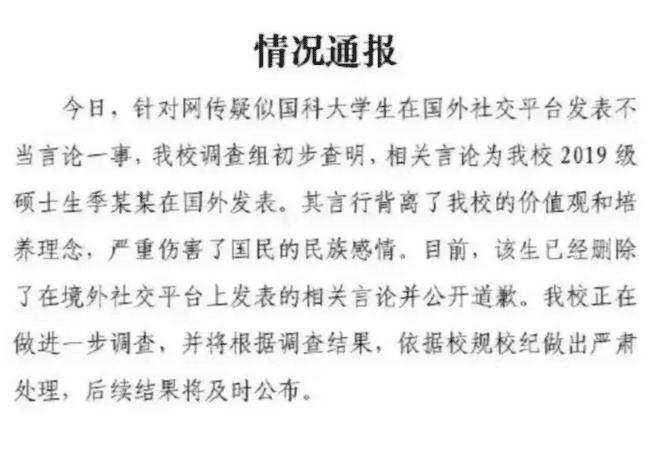 情况通报
今日，针对网传疑似国科大学生在国外社交平台发表不
当言论一事，我校调查组初步查明，相关言论为我校 2019 级
硕士生季某某在国外发表。其言行背离了我校的价值观和培
养理念，严重伤害了国民的民族感情。目前，该生已经删除
了在境外社交平台上发表的相关言论并公开道歉。我校正在
做进一步调查，并将根据调查结果，依据校规校纪做出严肃
处理，后续结果将及时公布。